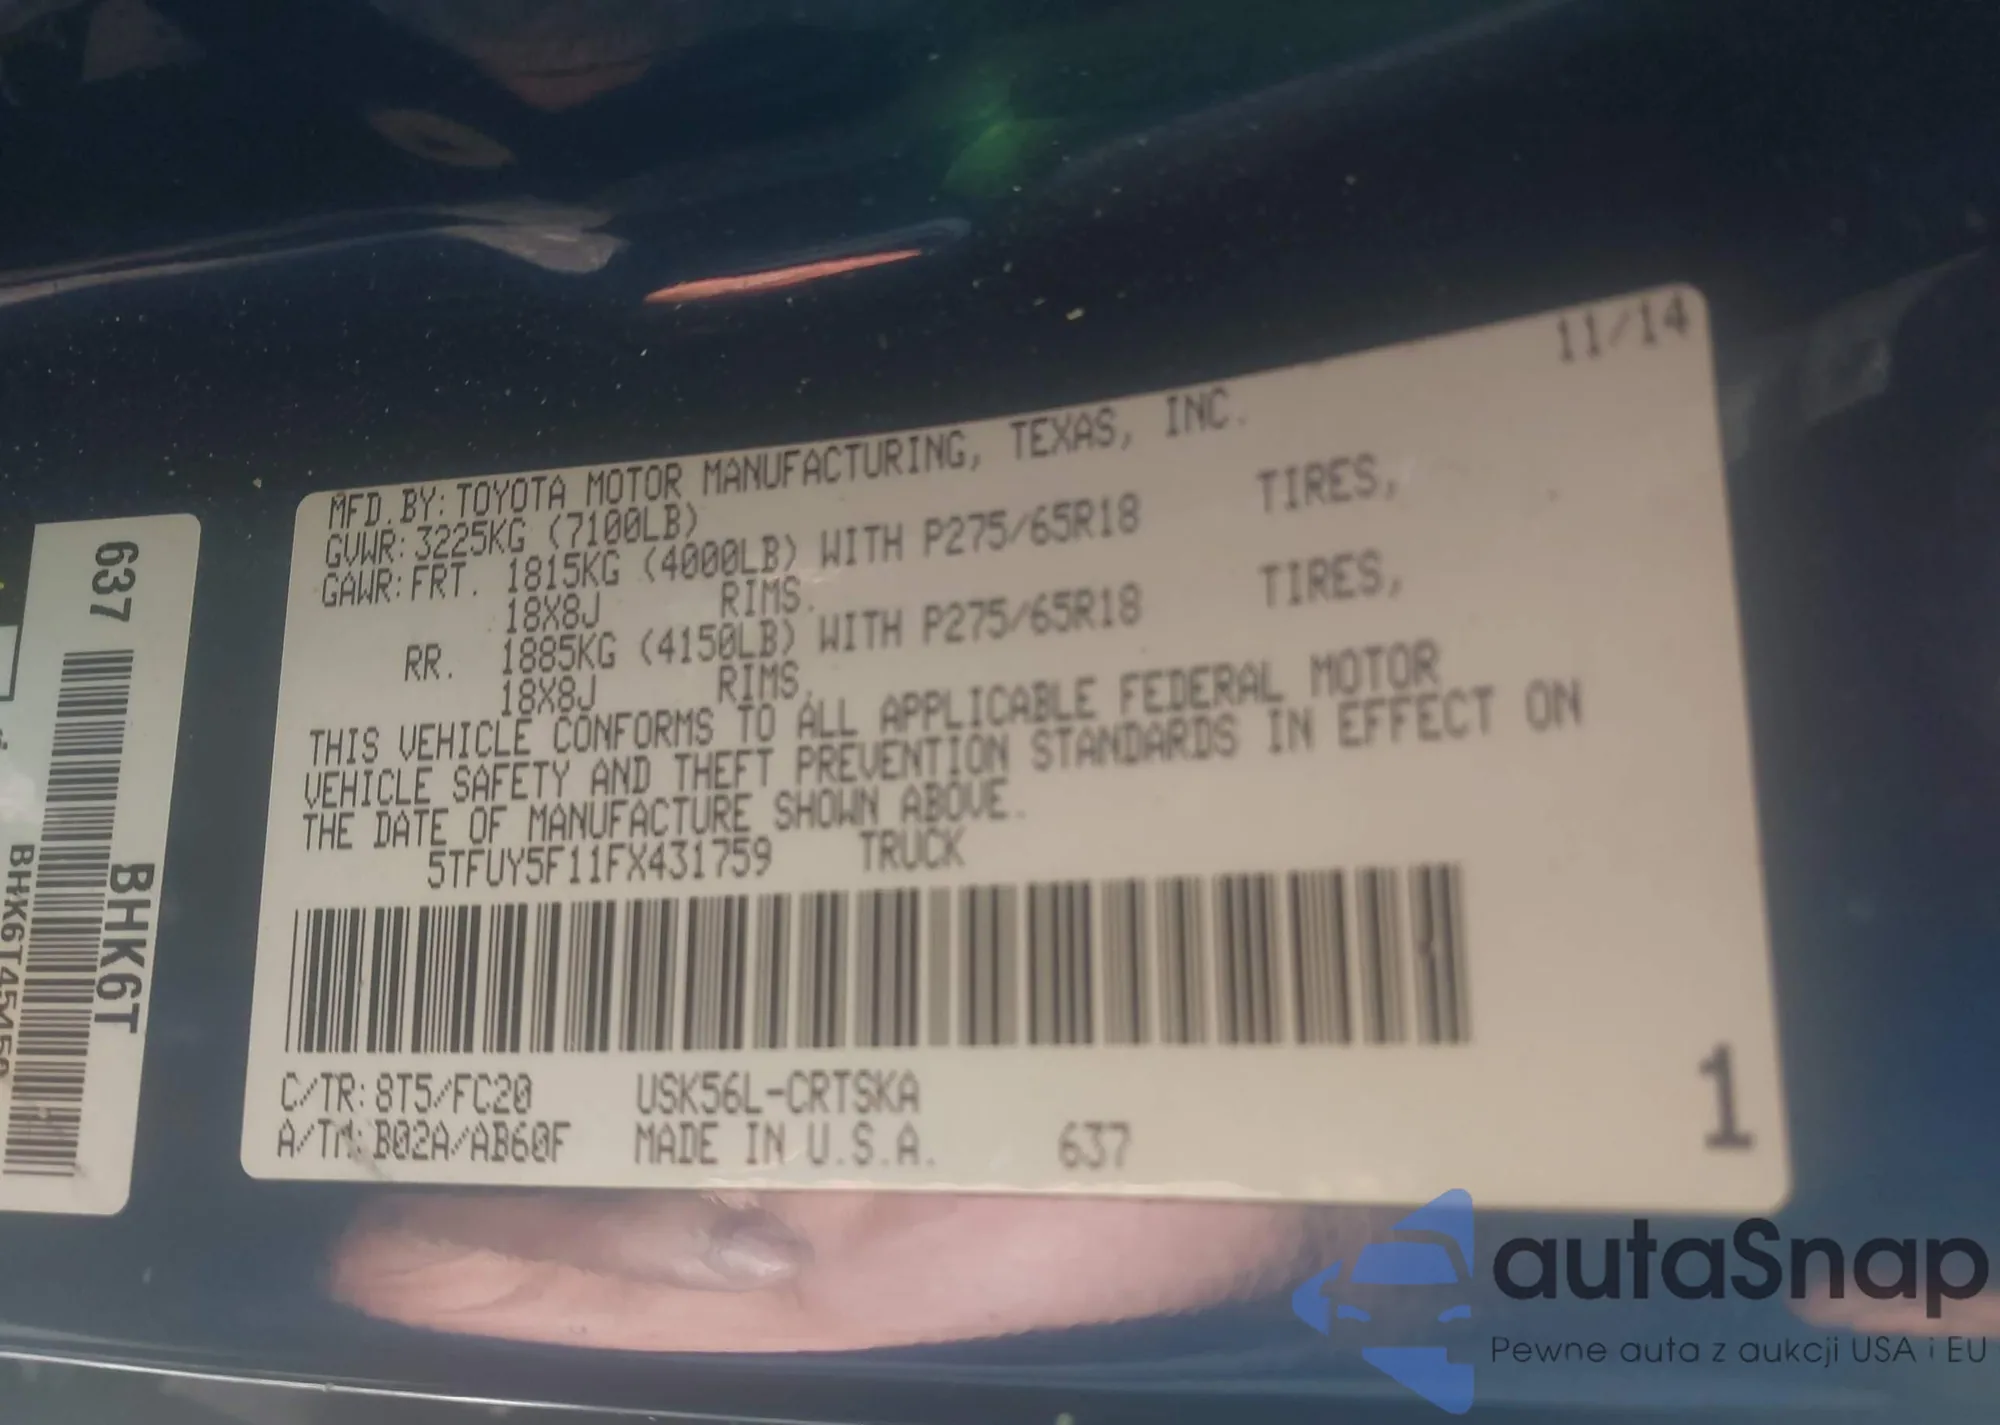 11/14
MFD.BY: TOYOTA MOTOR MANUFACTURING, TEXAS, INC.
GVWR: 3225KG (7100LB)
GAWR: FRT. 1815KG (4000LB) WITH P275/65R18 TIRES,
18X8J RIMS.
RR. 1885KG (4150LB) WITH P275/65R18 TIRES,
18X8J RIMS.
THIS VEHICLE CONFORMS TO ALL APPLICABLE FEDERAL MOTOR
VEHICLE SAFETY AND THEFT PREVENTION STANDARDS IN EFFECT ON
THE DATE OF MANUFACTURE SHOWN ABOVE.
5TFUY5F11FX431759 TRUCK
C/TR: 8T5/FC20 USK56L-CRTSKA
A/TM: B02A/AB60F MADE IN U.S.A. 637
1
637
BHK6T
autaSnap
Pewne auta z aukcji USA i EU